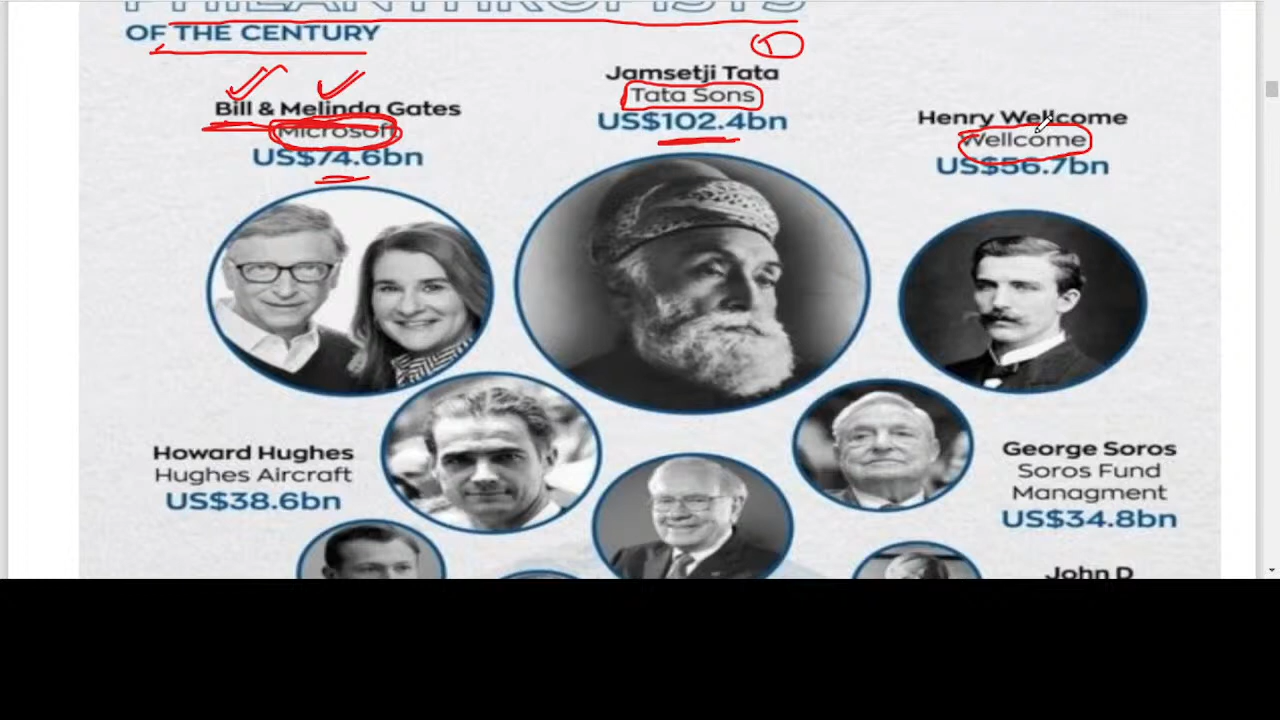 PHILANTHROPISTS
OF THE CENTURY
Bill & Melinda Gates
Microsoft
US$74.6bn
Jamsetji Tata
Tata Sons
US$102.4bn
1
Henry Wellcome
Wellcome
US$56.7bn
Howard Hughes
Hughes Aircraft
US$38.6bn
George Soros
Soros Fund
Managment
US$34.8bn
John D